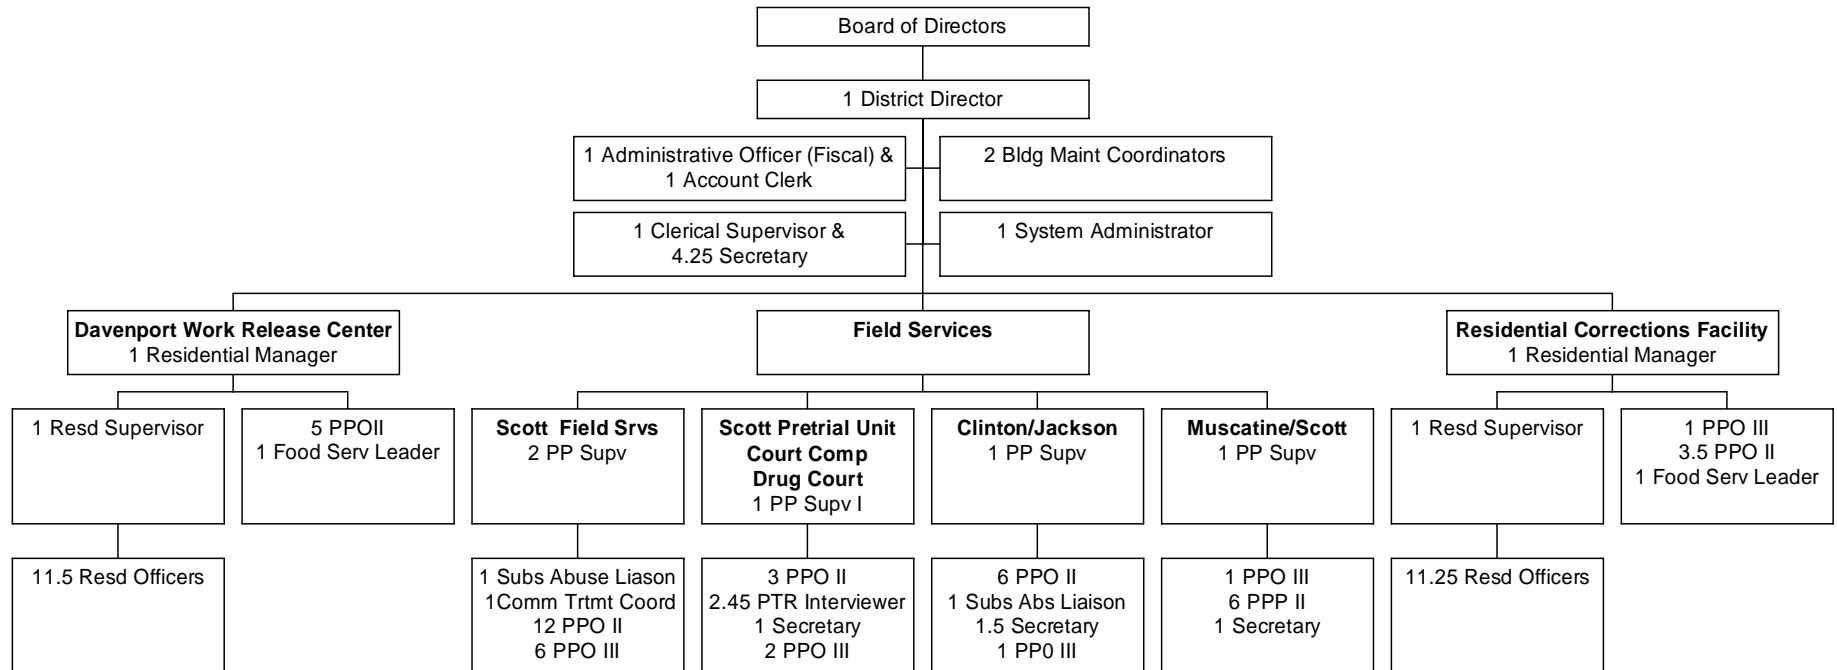 Board of Directors
1 District Director
1 Administrative Officer (Fiscal) &
1 Account Clerk
2 Bldg Maint Coordinators
1 Clerical Supervisor &
4.25 Secretary
1 System Administrator
Davenport Work Release Center
1 Residential Manager
Field Services
Residential Corrections Facility
1 Residential Manager
1 Resd Supervisor
5 PPOII
1 Food Serv Leader
Scott Field Srvs
2 PP Supv
Scott Pretrial Unit
Court Comp
Drug Court
1 PP Supv I
Clinton/Jackson
1 PP Supv
Muscatine/Scott
1 PP Supv
1 Resd Supervisor
1 PPO III
3.5 PPO II
1 Food Serv Leader
11.5 Resd Officers
1 Subs Abuse Liason
1Comm Trtmt Coord
12 PPO II
6 PPO III
3 PPO II
2.45 PTR Interviewer
1 Secretary
2 PPO III
6 PPO II
1 Subs Abs Liaison
1.5 Secretary
1 PP0 III
1 PPO III
6 PPP II
1 Secretary
11.25 Resd Officers